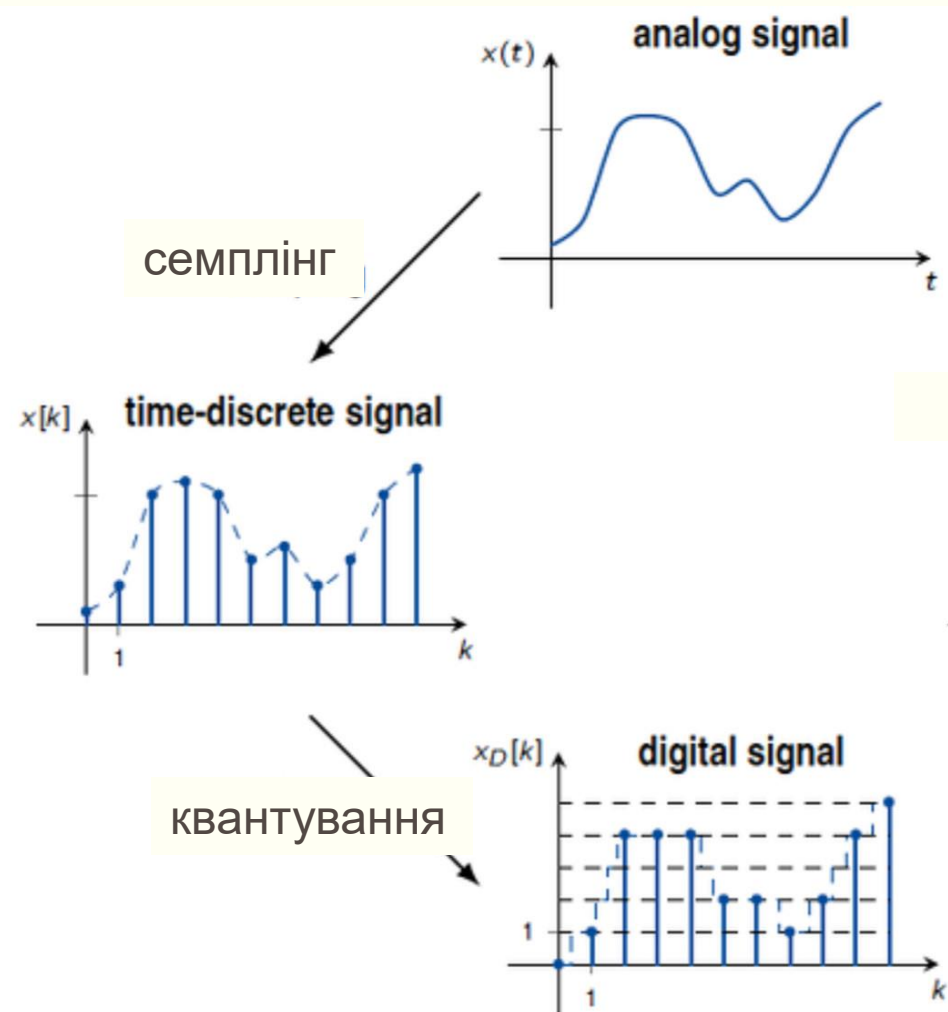 analog signal
x(t)
t
семплінг
time-discrete signal
x[k]
1
k
квантування
digital signal
x_D[k]
1
1
k